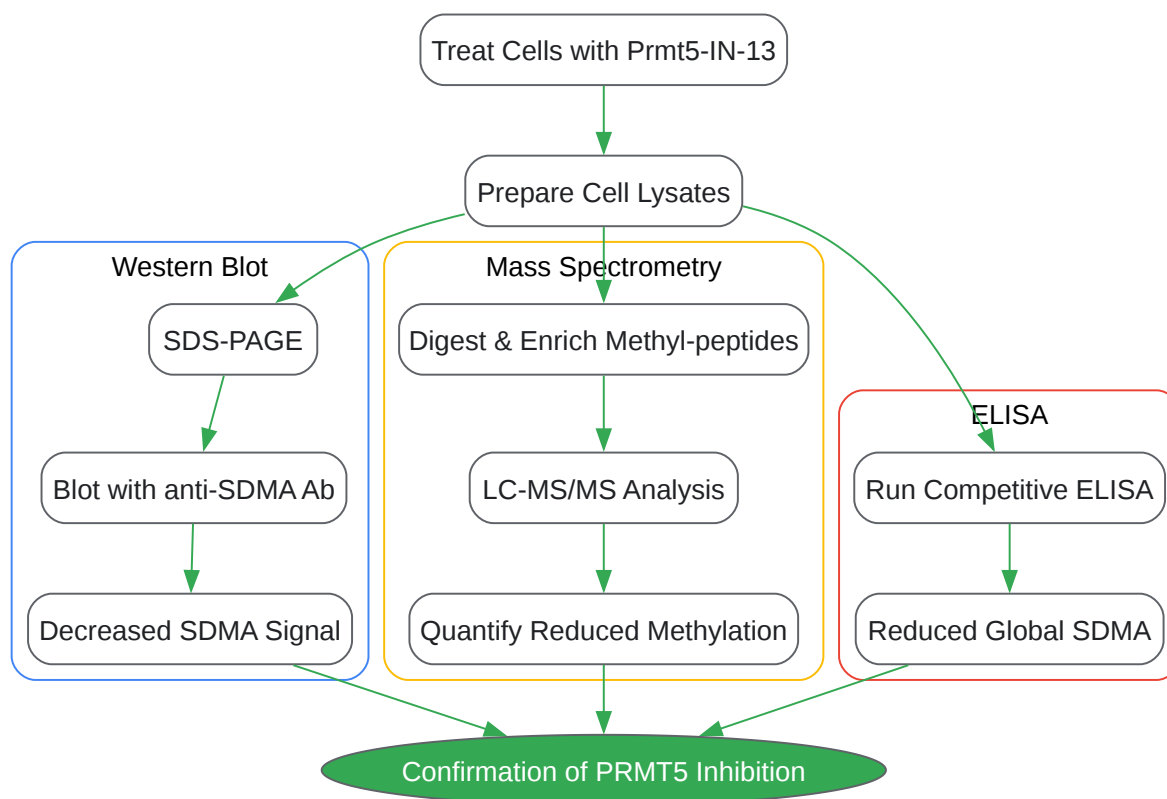 Treat Cells with Prmt5-IN-13
Prepare Cell Lysates
Western Blot
SDS-PAGE
Blot with anti-SDMA Ab
Decreased SDMA Signal
Mass Spectrometry
Digest & Enrich Methyl-peptides
LC-MS/MS Analysis
Quantify Reduced Methylation
ELISA
Run Competitive ELISA
Reduced Global SDMA
Confirmation of PRMT5 Inhibition